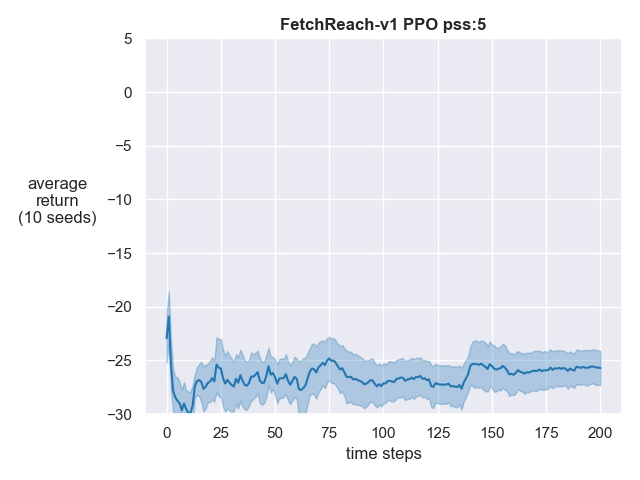 FetchReach-v1 PPO pss:5
5
0
−5
−10
−15
−20
−25
−30
average
return
(10 seeds)
0 25 50 75 100 125 150 175 200
time steps